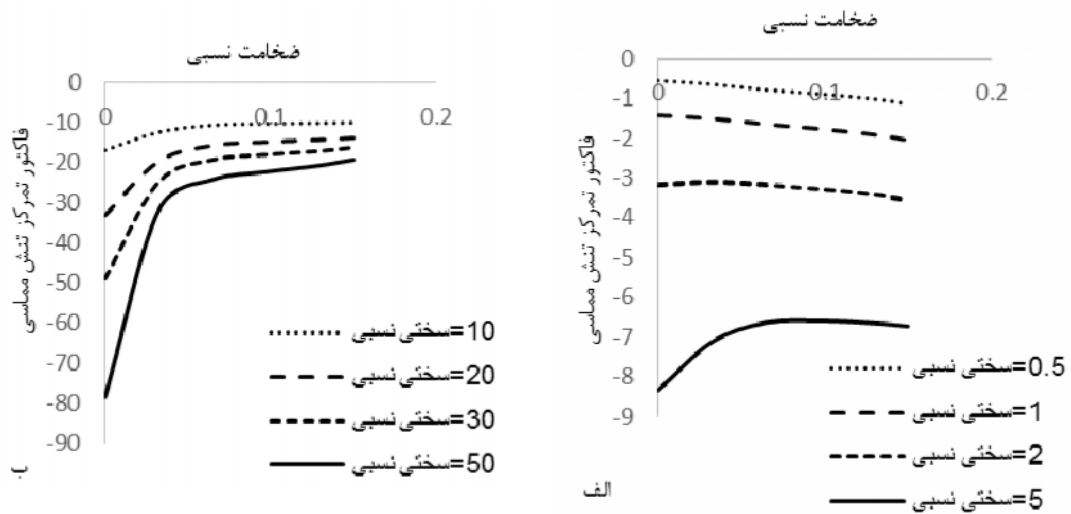 ضخامت نسبی
0
-1
-2
-3
-4
-5
-6
-7
-8
-9
0
0.1
0.2
فاکتور تمرکز تنش مماسی
سختی نسبی=0.5
سختی نسبی=1
سختی نسبی=2
سختی نسبی=5
الف
ضخامت نسبی
0
-10
-20
-30
-40
-50
-60
-70
-80
-90
0
0.1
0.2
فاکتور تمرکز تنش مماسی
سختی نسبی=10
سختی نسبی=20
سختی نسبی=30
سختی نسبی=50
ب